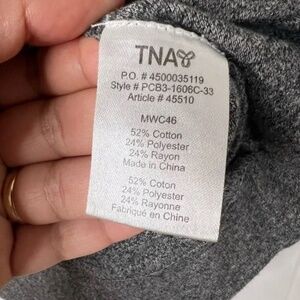 TNA
P.O. # 4500035119
Style # PCB3-1606C-33
Article # 45510
MWC46
52% Cotton
24% Polyester
24% Rayon
Made in China
52% Coton
24% Polyester
24% Rayonne
Fabriqué en Chine